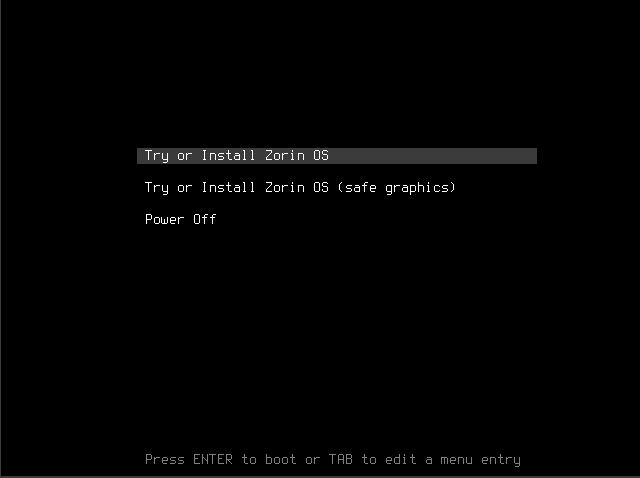 Try or Install Zorin OS
Try or Install Zorin OS (safe graphics)
Power Off
Press ENTER to boot or TAB to edit a menu entry